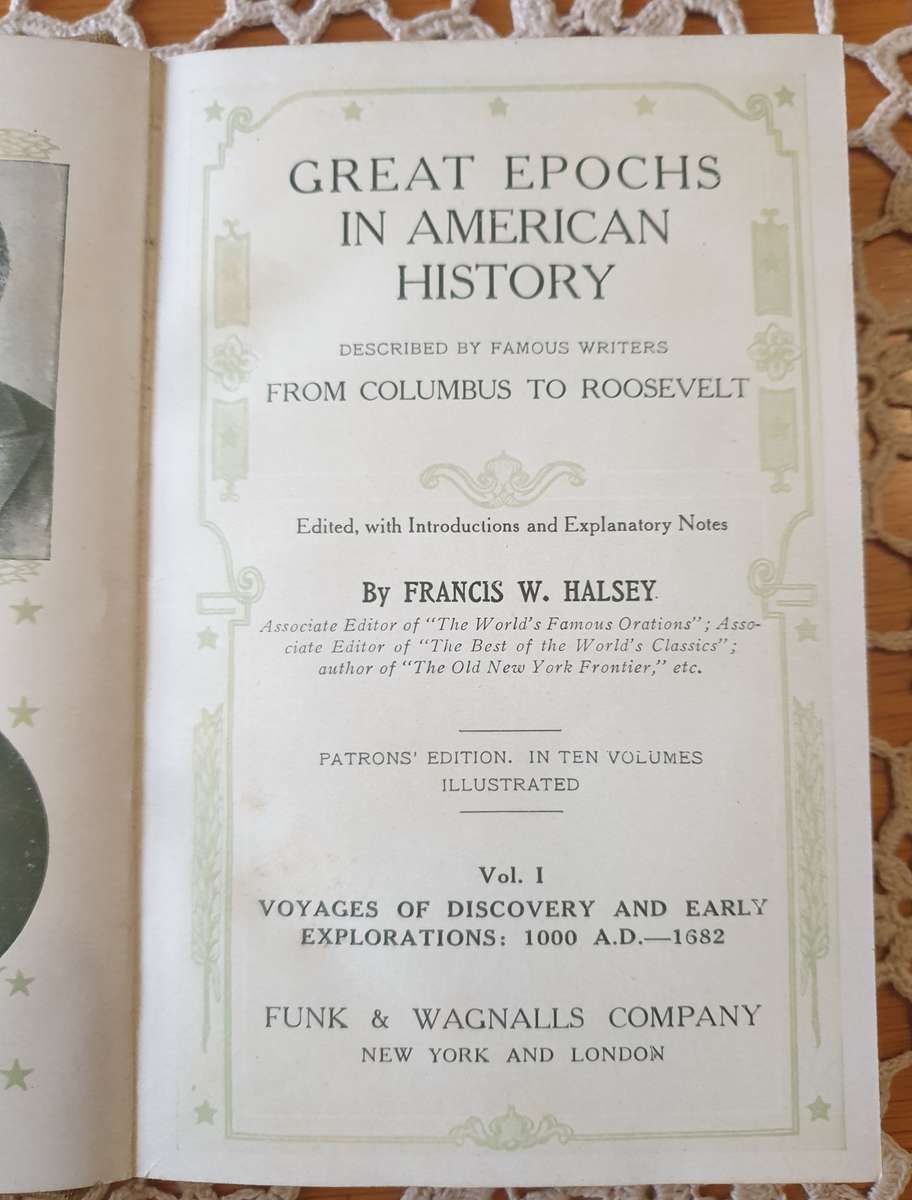 GREAT EPOCHS
IN AMERICAN
HISTORY
DESCRIBED BY FAMOUS WRITERS
FROM COLUMBUS TO ROOSEVELT
Edited, with Introductions and Explanatory Notes
By FRANCIS W. HALSEY
Associate Editor of "The World's Famous Orations"; Asso-
ciate Editor of "The Best of the World's Classics";
author of "The Old New York Frontier," etc.
PATRONS' EDITION. IN TEN VOLUMES
ILLUSTRATED
Vol. I
VOYAGES OF DISCOVERY AND EARLY
EXPLORATIONS: 1000 A.D.—1682
FUNK & WAGNALLS COMPANY
NEW YORK AND LONDON